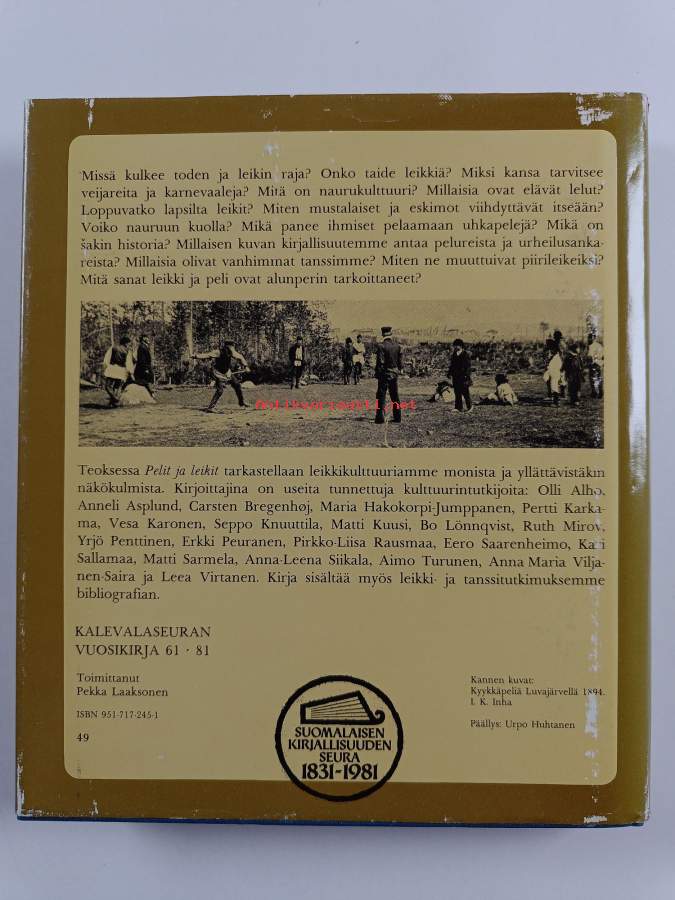 Missä kulkee toden ja leikin raja? Onko taide leikkiä? Miksi kansa tarvitsee
veijareita ja karnevaaleja? Mitä on naurukulttuuri? Millaisia ovat elävät lelut?
Loppuvatko lapsilta leikit? Miten mustalaiset ja eskimot viihdyttävät itseään?
Voiko nauruun kuolla? Mikä panee ihmiset pelaamaan uhkapelejä? Mikä on
šakin historia? Millaisen kuvan kirjallisuutemme antaa pelureista ja urheilusanka-
reista? Millaisia olivat vanhimmat tanssimme? Miten ne muuttuivat piirileikeiksi?
Mitä sanat leikki ja peli ovat alunperin tarkoittaneet?
Antikvariaatti.net
Teoksessa Pelit ja leikit tarkastellaan leikkikulttuuriamme monista ja yllättävistäkin
näkökulmista. Kirjoittajina on useita tunnettuja kulttuurintutkijoita: Olli Alho,
Anneli Asplund, Carsten Bregenhøj, Maria Hakokorpi-Jumppanen, Pertti Karka-
ma, Vesa Karonen, Seppo Knuuttila, Matti Kuusi, Bo Lönnqvist, Ruth Mirov,
Yrjö Penttinen, Erkki Peuranen, Pirkko-Liisa Rausmaa, Eero Saarenheimo, Kari
Sallamaa, Matti Sarmela, Anna-Leena Siikala, Aimo Turunen, Anna Maria Vilja-
nen-Saira ja Leea Virtanen. Kirja sisältää myös leikki- ja tanssitutkimuksemme
bibliografian.
KALEVALASEURAN
VUOSIKIRJA 61 · 81
Toimittanut
Pekka Laaksonen
ISBN 951-717-245-1
49
SUOMALAISEN
KIRJALLISUUDEN
SEURA
1831-1981
Kannen kuvat:
Kyykkäpeliä Luvajärvellä 1894.
I. K. Inha
Päällys: Urpo Huhtanen